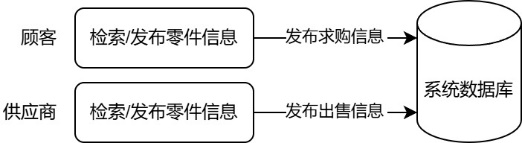 顾客
检索/发布零件信息
发布求购信息
供应商
检索/发布零件信息
发布出售信息
系统数据库